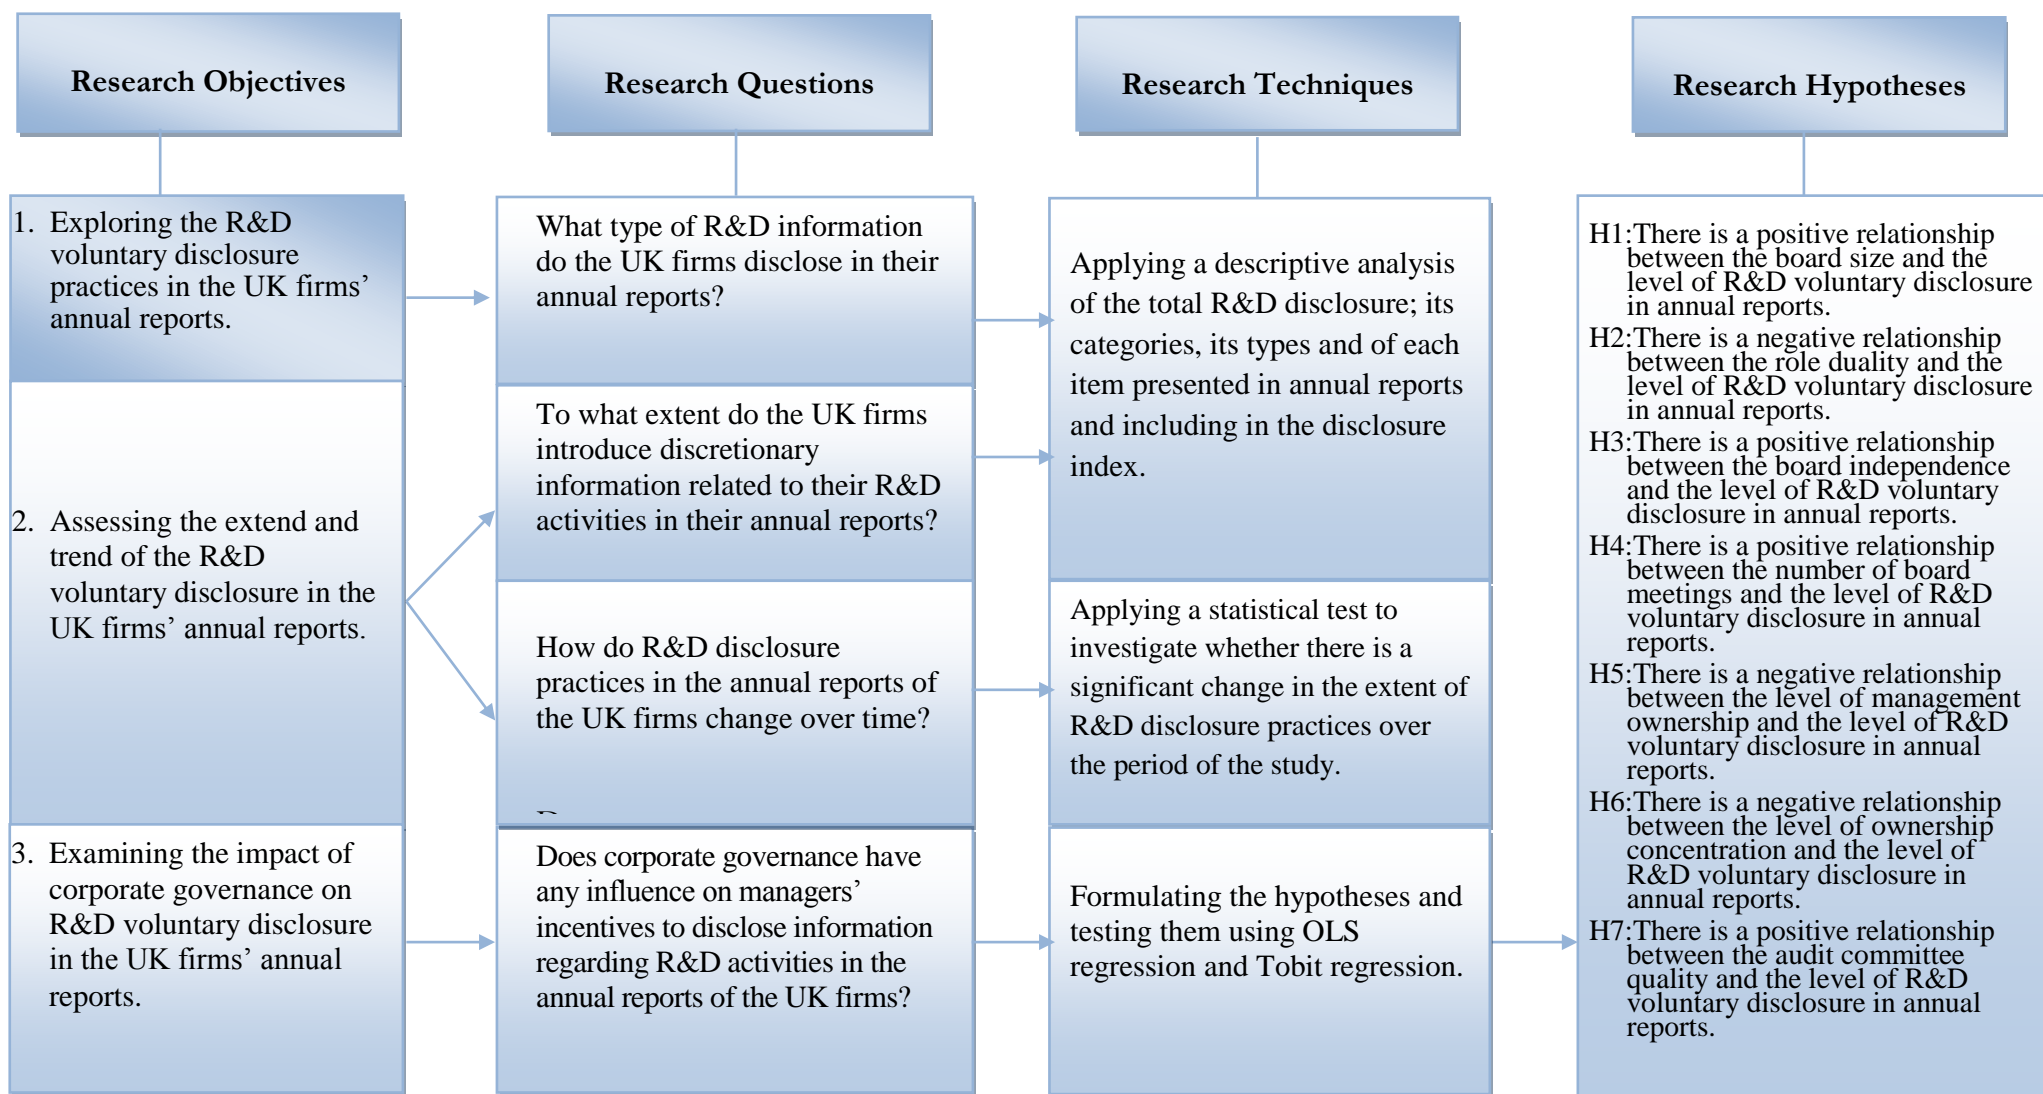 Research Objectives
Research Questions
Research Techniques
Research Hypotheses
1. Exploring the R&D
voluntary disclosure
practices in the UK firms’
annual reports.
2. Assessing the extend and
trend of the R&D
voluntary disclosure in the
UK firms’ annual reports.
3. Examining the impact of
corporate governance on
R&D voluntary disclosure
in the UK firms’ annual
reports.
What type of R&D information
do the UK firms disclose in their
annual reports?
To what extent do the UK firms
introduce discretionary
information related to their R&D
activities in their annual reports?
How do R&D disclosure
practices in the annual reports of
the UK firms change over time?
Does corporate governance have
any influence on managers’
incentives to disclose information
regarding R&D activities in the
annual reports of the UK firms?
Applying a descriptive analysis
of the total R&D disclosure; its
categories, its types and of each
item presented in annual reports
and including in the disclosure
index.
Applying a statistical test to
investigate whether there is a
significant change in the extent of
R&D disclosure practices over
the period of the study.
Formulating the hypotheses and
testing them using OLS
regression and Tobit regression.
H1:There is a positive relationship
between the board size and the
level of R&D voluntary disclosure
in annual reports.
H2:There is a negative relationship
between the role duality and the
level of R&D voluntary disclosure
in annual reports.
H3:There is a positive relationship
between the board independence
and the level of R&D voluntary
disclosure in annual reports.
H4:There is a positive relationship
between the number of board
meetings and the level of R&D
voluntary disclosure in annual
reports.
H5:There is a negative relationship
between the level of management
ownership and the level of R&D
voluntary disclosure in annual
reports.
H6:There is a negative relationship
between the level of ownership
concentration and the level of
R&D voluntary disclosure in
annual reports.
H7:There is a positive relationship
between the audit committee
quality and the level of R&D
voluntary disclosure in annual
reports.